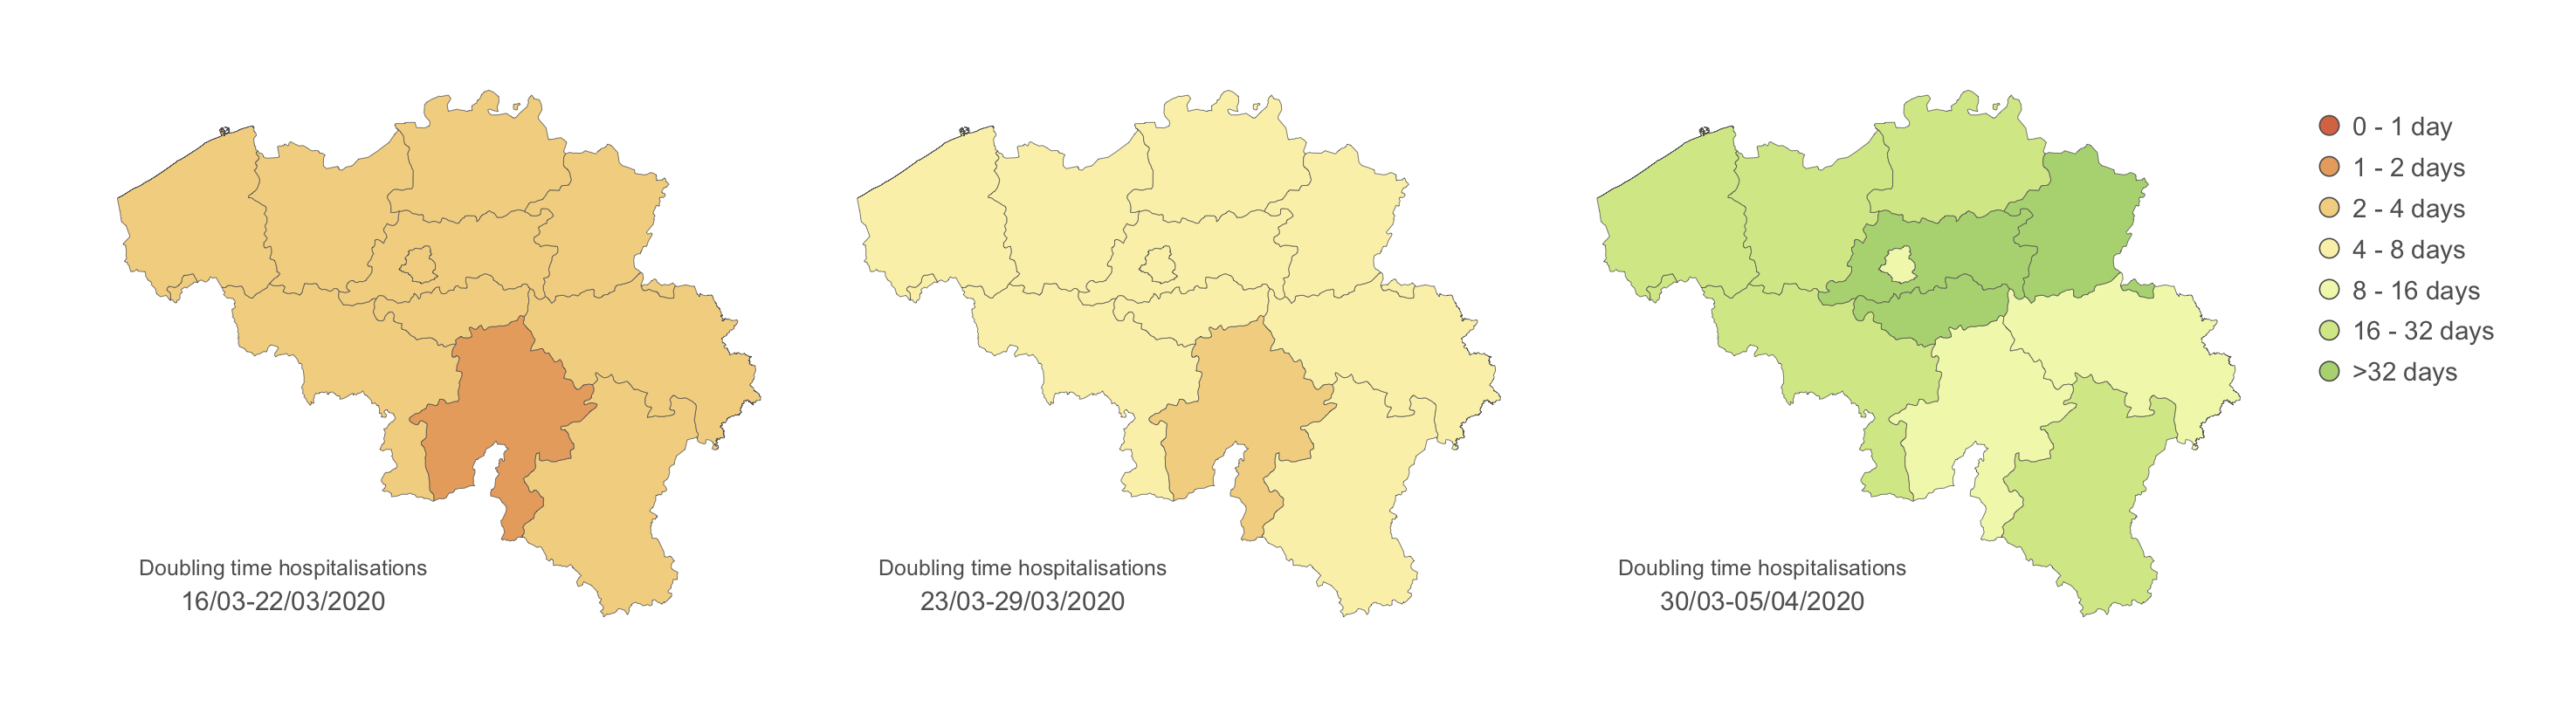 0 - 1 day
1 - 2 days
2 - 4 days
4 - 8 days
8 - 16 days
16 - 32 days
>32 days
Doubling time hospitalisations
16/03-22/03/2020
Doubling time hospitalisations
23/03-29/03/2020
Doubling time hospitalisations
30/03-05/04/2020